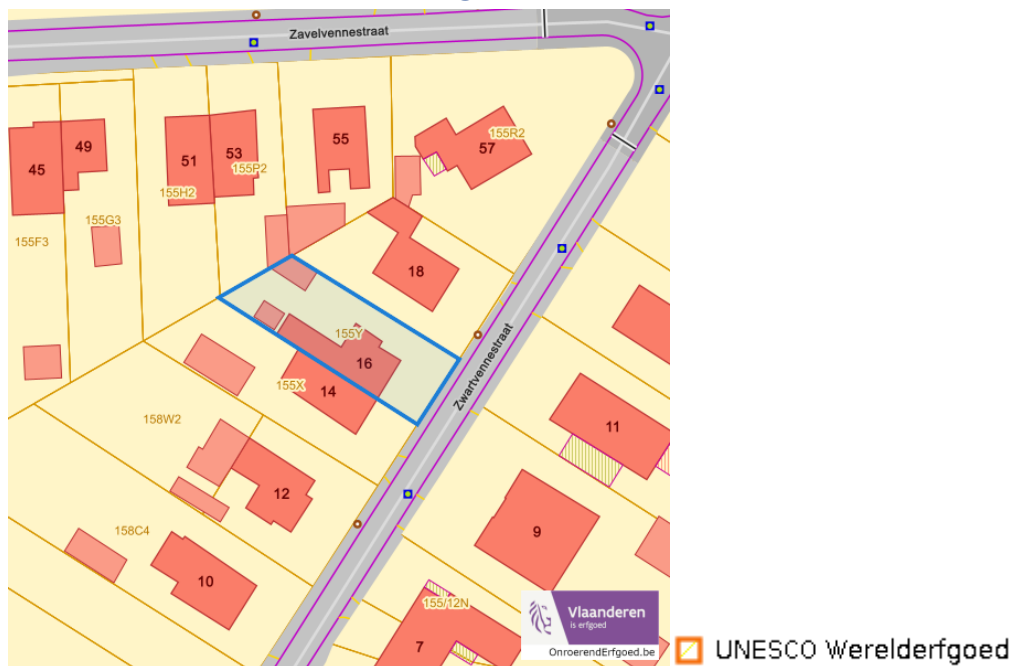 Zavelvennestraat
45
49
51
53
55
57
155R2
155P2
155H2
155G3
155F3
18
155Y
16
155X
14
Zwartvennestraat
158W2
11
12
9
158C4
10
155/12N
7
Vlaanderen
is erfgoed
OnroerendErfgoed.be
UNESCO Werelderfgoed